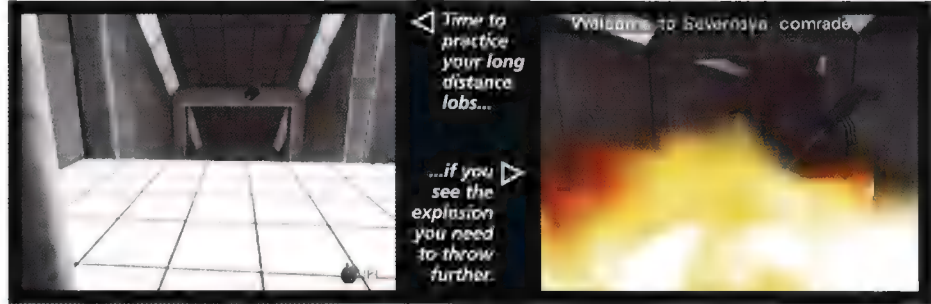 Time to
practice
your long
distance
lobs...
...if you
see the
explosion
you need
to throw
further.
Welcome to Severnaya, comrade.